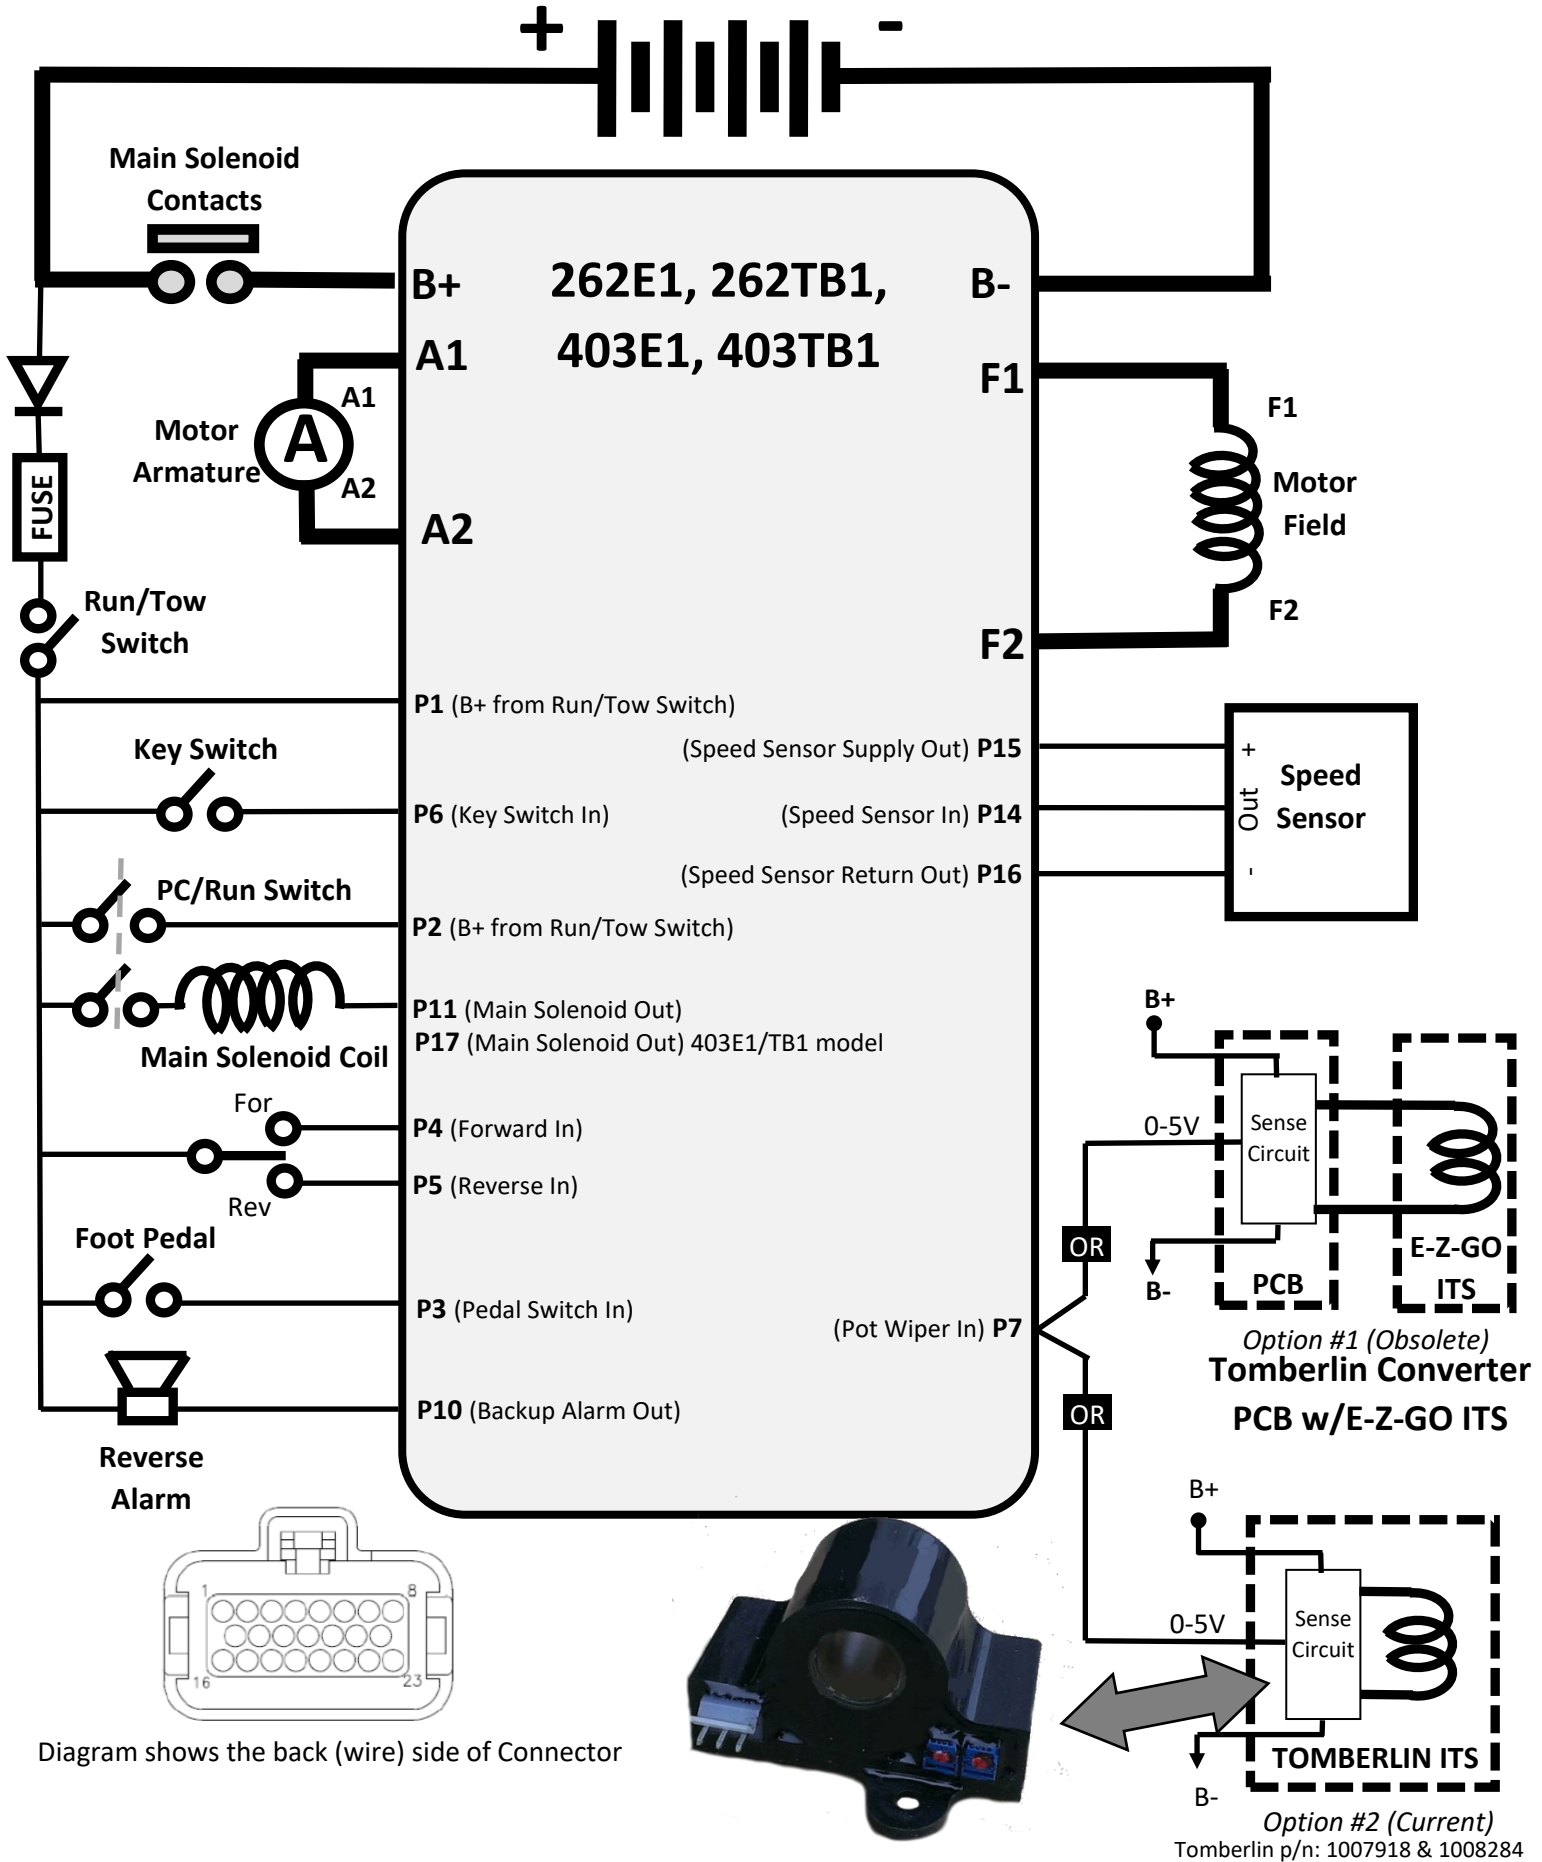 +
-
Main Solenoid
Contacts
B+
262E1, 262TB1,
403E1, 403TB1
B-
A1
A1
F1
F1
Motor
Armature
A
A2
A2
Motor
Field
FUSE
F2
F2
Run/Tow
Switch
P1 (B+ from Run/Tow Switch)
Key Switch
(Speed Sensor Supply Out) P15
+
Speed
Sensor
P6 (Key Switch In)
(Speed Sensor In) P14
Out
(Speed Sensor Return Out) P16
-
PC/Run Switch
P2 (B+ from Run/Tow Switch)
P11 (Main Solenoid Out)
P17 (Main Solenoid Out) 403E1/TB1 model
Main Solenoid Coil
For
P4 (Forward In)
P5 (Reverse In)
Rev
Foot Pedal
P3 (Pedal Switch In)
(Pot Wiper In) P7
P10 (Backup Alarm Out)
Reverse
Alarm
B+
0-5V
Sense
Circuit
OR
B-
PCB
E-Z-GO
ITS
Option #1 (Obsolete)
Tomberlin Converter
PCB w/E-Z-GO ITS
OR
B+
0-5V
Sense
Circuit
TOMBERLIN ITS
B-
Option #2 (Current)
Tomberlin p/n: 1007918 & 1008284
1
8
16
23
Diagram shows the back (wire) side of Connector